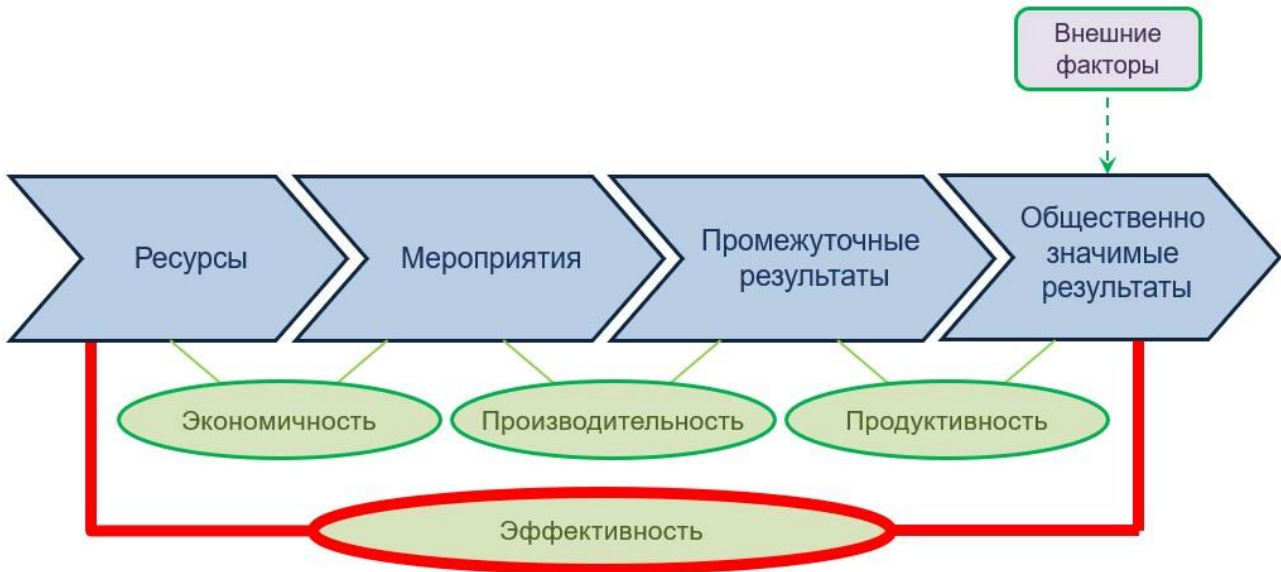 Внешние
факторы
Ресурсы
Мероприятия
Промежуточные
результаты
Общественно
значимые
результаты
Экономичность
Производительность
Продуктивность
Эффективность